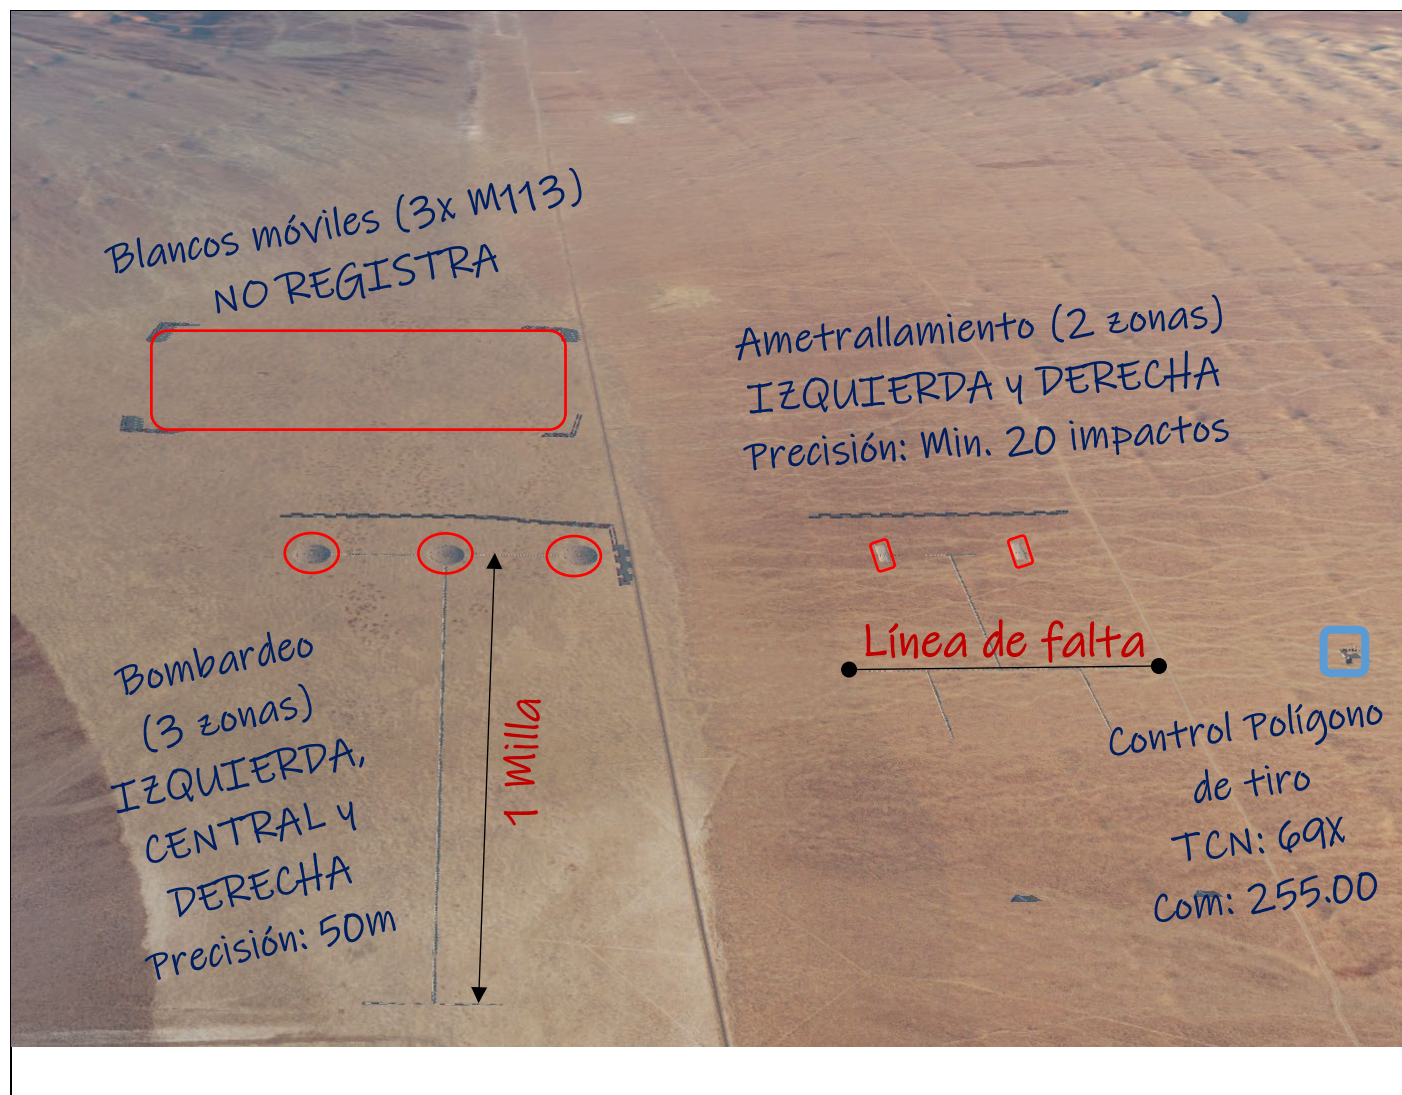 Blancos móviles (3x M113)
NO REGISTRA
Ametrallamiento (2 zonas)
IZQUIERDA y DERECHA
Precisión: Min. 20 impactos
Línea de falta
Bombardeo
(3 zonas)
IZQUIERDA,
CENTRAL y
DERECHA
Precisión: 50m
1 Milla
Control Polígono
de tiro
TCN: 69X
Com: 255.00